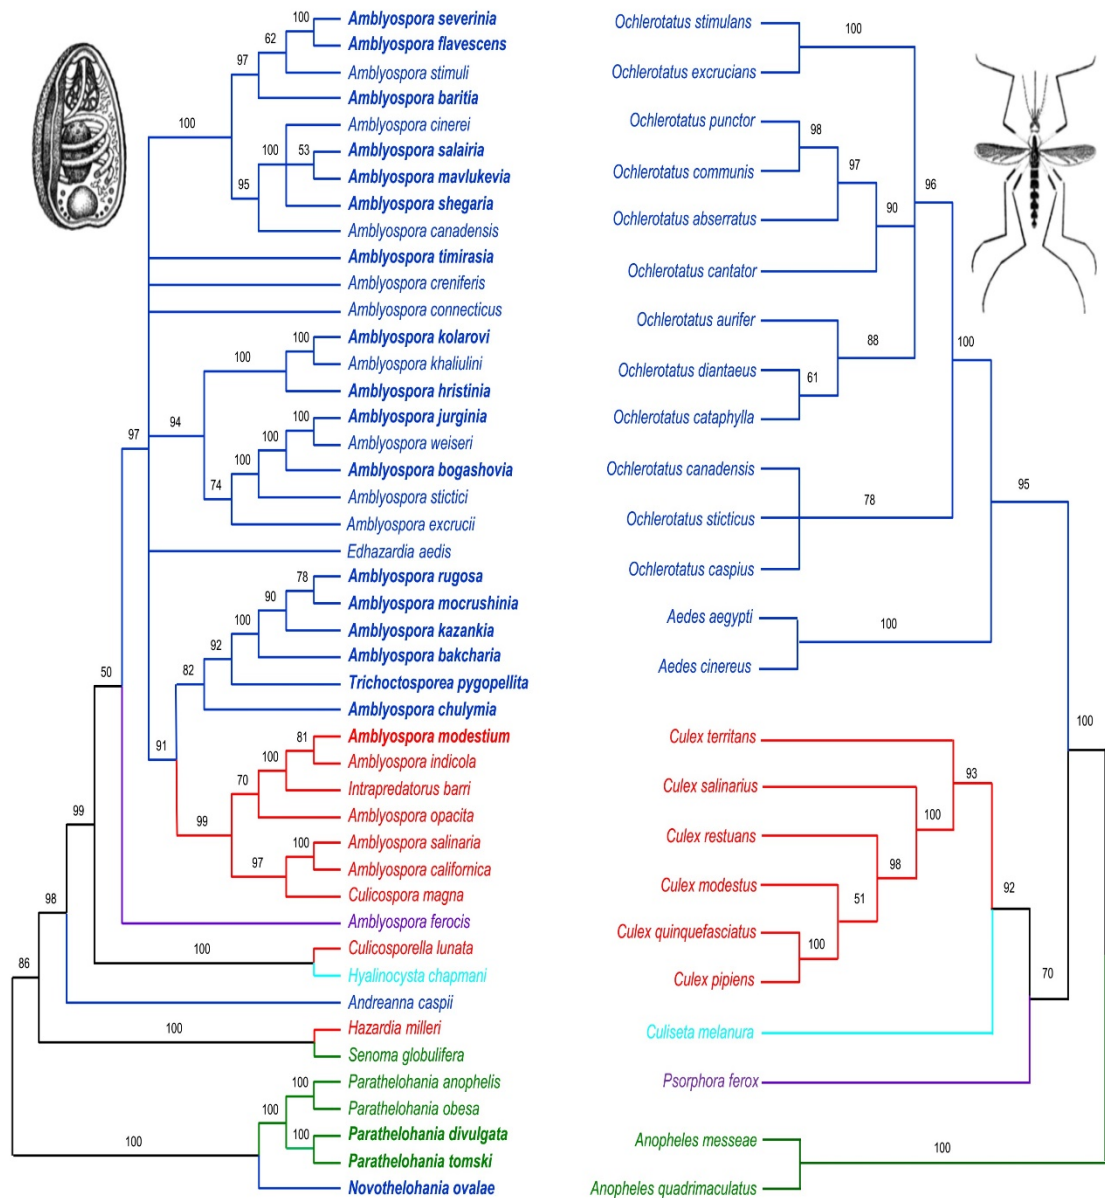 Amblyospora severinia
Amblyospora flavescens
Amblyospora stimuli
Amblyospora baritia
Amblyospora cinerei
Amblyospora salairia
Amblyospora mavlukevia
Amblyospora shegaria
Amblyospora canadensis
Amblyospora timirasia
Amblyospora creniferis
Amblyospora connecticus
Amblyospora kolarovi
Amblyospora khaliulini
Amblyospora hristinia
Amblyospora jurginia
Amblyospora weiseri
Amblyospora bogashovia
Amblyospora stictici
Amblyospora excrucii
Edhazardia aedis
Amblyospora rugosa
Amblyospora mocrushinia
Amblyospora kazankia
Amblyospora bakcharia
Trichoctosporea pygopellita
Amblyospora chulymia
Amblyospora modestium
Amblyospora indicola
Intrapredatorus barri
Amblyospora opacita
Amblyospora salinaria
Amblyospora californica
Culicospora magna
Amblyospora ferocis
Culicosporella lunata
Hyalinocysta chapmani
Andreanna caspii
Hazardia milleri
Senoma globulifera
Parathelohania anophelis
Parathelohania obesa
Parathelohania divulgata
Parathelohania tomski
Novothelohania ovalae
100
62
97
100
100
53
95
100
100
94
100
100
100
74
97
78
90
100
92
82
91
50
81
100
70
99
100
97
99
98
100
86
100
100
100
100
100
Ochlerotatus stimulans
Ochlerotatus excrucians
Ochlerotatus punctor
Ochlerotatus communis
Ochlerotatus abserratus
Ochlerotatus cantator
Ochlerotatus aurifer
Ochlerotatus diantaeus
Ochlerotatus cataphylla
Ochlerotatus canadensis
Ochlerotatus sticticus
Ochlerotatus caspius
Aedes aegypti
Aedes cinereus
Culex territans
Culex salinarius
Culex restuans
Culex modestus
Culex quinquefasciatus
Culex pipiens
Culiseta melanura
Psorphora ferox
Anopheles messeae
Anopheles quadrimaculatus
100
98
97
96
90
100
88
61
95
78
100
100
93
100
98
92
51
100
70
100